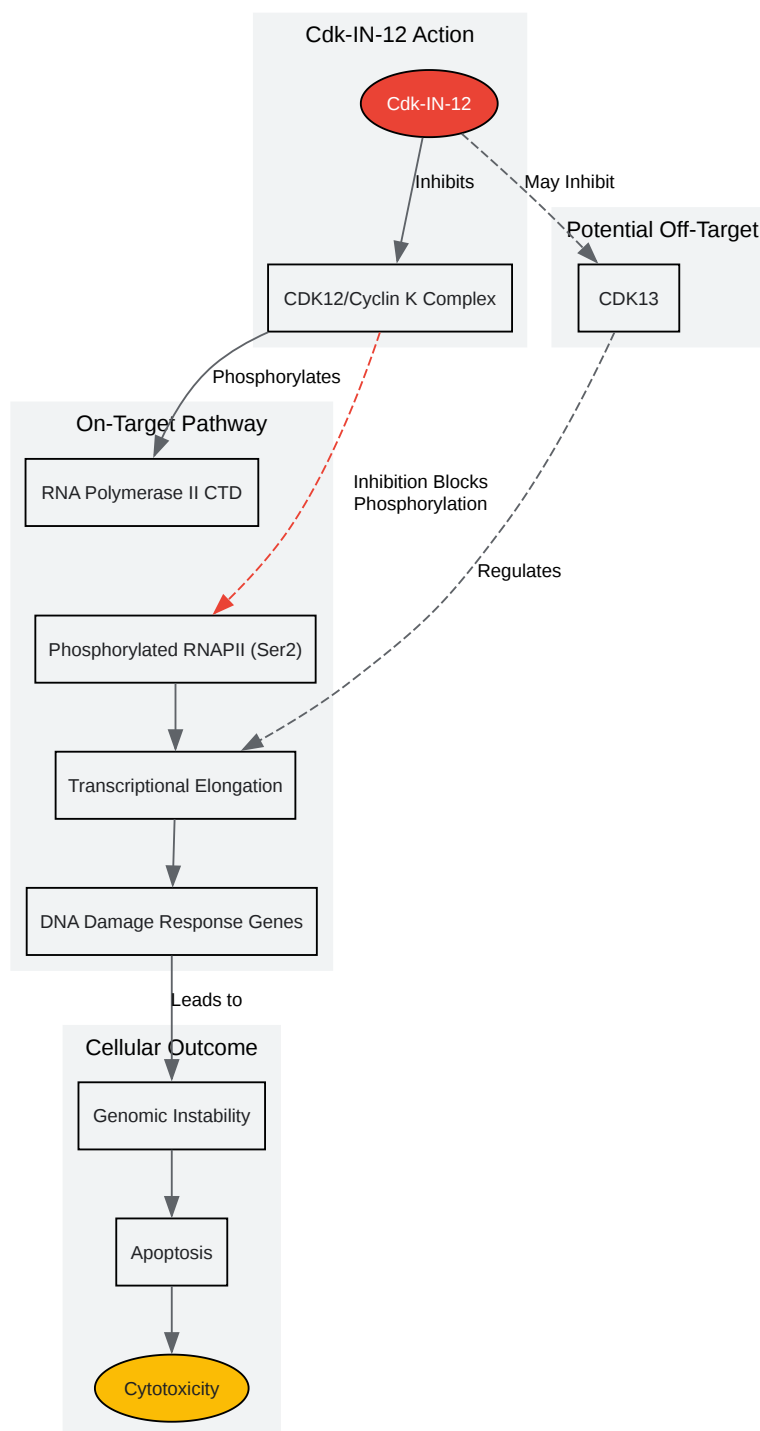 Cdk-IN-12 Action
Cdk-IN-12
Inhibits
May Inhibit
Potential Off-Target
CDK12/Cyclin K Complex
CDK13
Phosphorylates
On-Target Pathway
RNA Polymerase II CTD
Inhibition Blocks
Phosphorylation
Regulates
Phosphorylated RNAPII (Ser2)
Transcriptional Elongation
DNA Damage Response Genes
Leads to
Cellular Outcome
Genomic Instability
Apoptosis
Cytotoxicity